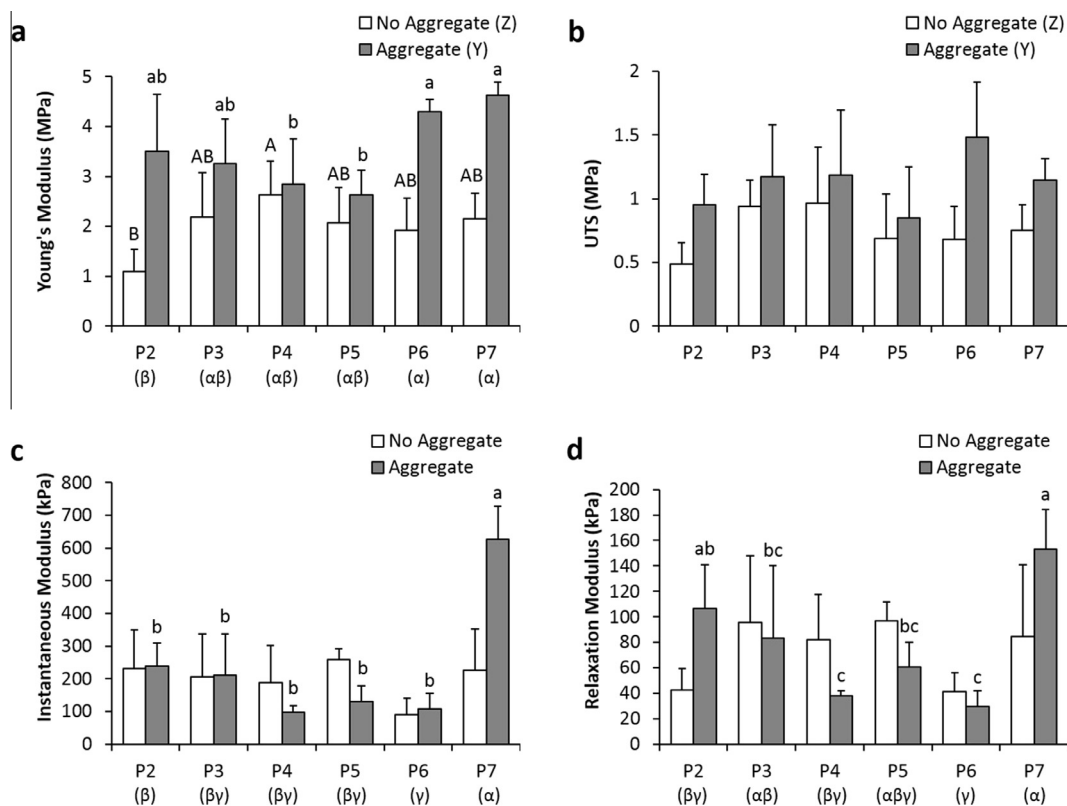 a
No Aggregate (Z)
Aggregate (Y)
Young's Modulus (MPa)
5
4
3
2
1
0
B
ab
AB
ab
A
b
AB
b
AB
a
AB
a
P2 P3 P4 P5 P6 P7
(β) (αβ) (αβ) (αβ) (α) (α)
b
No Aggregate (Z)
Aggregate (Y)
UTS (MPa)
2
1.5
1
0.5
0
P2 P3 P4 P5 P6 P7
c
No Aggregate
Aggregate
Instantaneous Modulus (kPa)
800
700
600
500
400
300
200
100
0
b
b
b
b
b
a
P2 P3 P4 P5 P6 P7
(β) (βγ) (βγ) (βγ) (γ) (α)
d
No Aggregate
Aggregate
Relaxation Modulus (kPa)
200
180
160
140
120
100
80
60
40
20
0
ab
bc
c
bc
c
a
P2 P3 P4 P5 P6 P7
(βγ) (αβ) (βγ) (αβγ) (γ) (α)